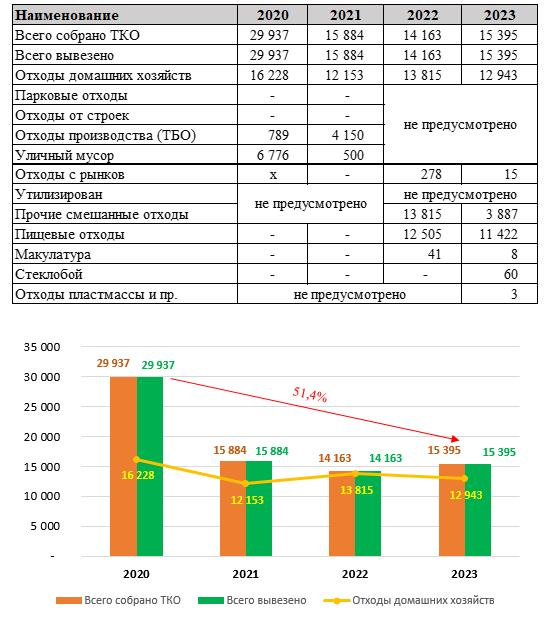 Наименование 2020 2021 2022 2023
Всего собрано ТКО 29 937 15 884 14 163 15 395
Всего вывезено 29 937 15 884 14 163 15 395
Отходы домашних хозяйств 16 228 12 153 13 815 12 943
Парковые отходы - -
Отходы от строек - -
не предусмотрено
Отходы производства (ТБО) 789 4 150
Уличный мусор 6 776 500
Отходы с рынков х - 278 15
Утилизирован не предусмотрено
не предусмотрено
Прочие смешанные отходы 13 815 3 887
Пищевые отходы - - 12 505 11 422
Макулатура - - 41 8
Стеклобой - - - 60
Отходы пластмассы и пр. не предусмотрено 3
35 000
30 000
25 000
20 000
15 000
10 000
5 000
-
29 937 29 937
51,4%
15 884 15 884
14 163 14 163
15 395 15 395
16 228
12 153
13 815
12 943
2020 2021 2022 2023
Всего собрано ТКО Всего вывезено Отходы домашних хозяйств